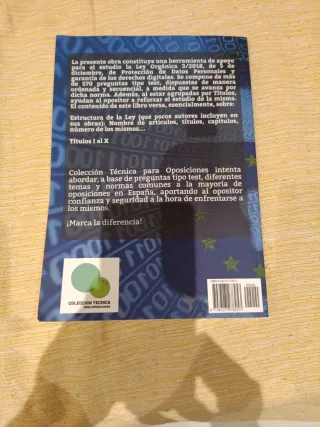 La presente obra constituye una herramienta de apoyo
para el estudio la Ley Orgánica 3/2018, de 5 de
diciembre, de Protección de Datos Personales y
garantía de los derechos digitales. Se compone de más
de 570 preguntas tipo test, dispuestas de manera
ordenada y secuencial, a medida que se avanza por
dicha norma. Además, al estar agrupadas por Títulos,
ayudan al opositor a reforzar el estudio de la misma.
El contenido de este libro versa, esencialmente, sobre:
Estructura de la Ley (que pocos autores incluyen en
sus obras): Nombre de artículos, títulos, capítulos,
número de los mismos...
Títulos I al X
Colección Técnica para Oposiciones intenta
abordar, a base de preguntas tipo test, diferentes
temas y normas comunes a la mayoría de
oposiciones en España, aportando al opositor
confianza y seguridad a la hora de enfrentarse a
los mismos.
¡Marca la diferencia!
COLECCIÓN TÉCNICA
PARA OPOSICIONES